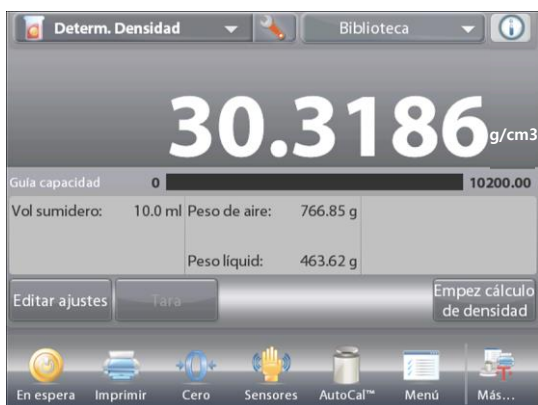 Determ. Densidad
Biblioteca
30.3186 g/cm3
Guía capacidad 0 10200.00
Vol sumidero: 10.0 ml Peso de aire: 766.85 g
Peso líquid: 463.62 g
Editar ajustes Tara Empez cálculo
de densidad
En espera Imprimir Cero Sensores AutoCal™ Menú Más...